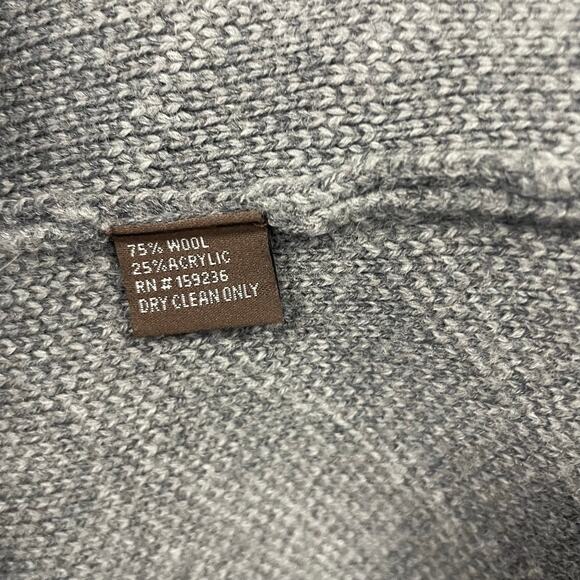 75% WOOL
25% ACRYLIC
RN # 159236
DRY CLEAN ONLY